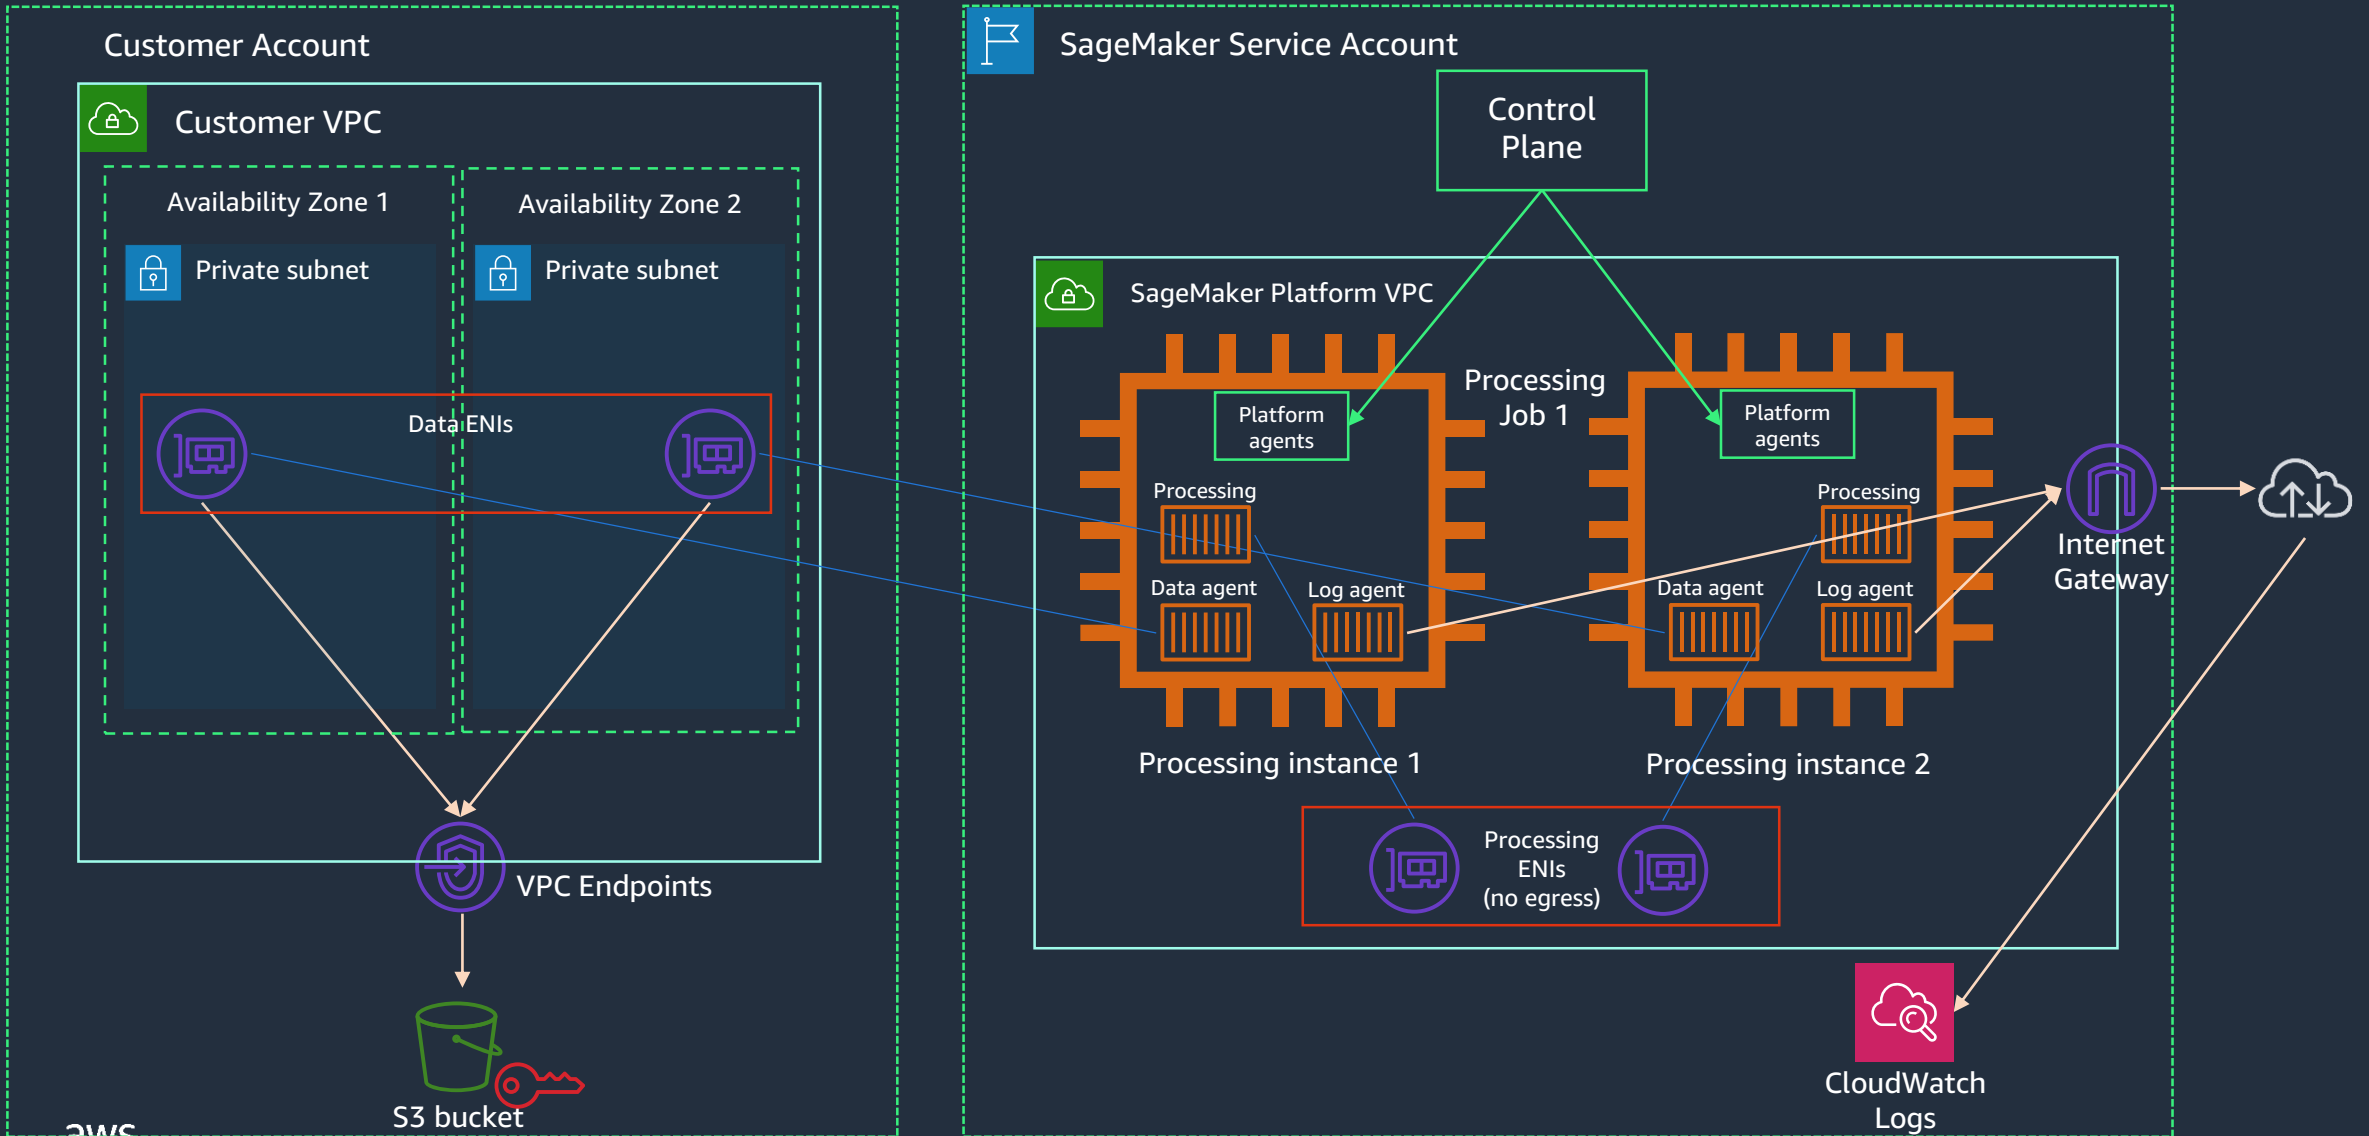 Customer Account
Customer VPC
Availability Zone 1
Availability Zone 2
Private subnet
Private subnet
Data ENIs
VPC Endpoints
S3 bucket
aws
SageMaker Service Account
Control
Plane
SageMaker Platform VPC
Processing
Job 1
Platform
agents
Processing
Data agent
Log agent
Processing instance 1
Platform
agents
Processing
Data agent
Log agent
Processing instance 2
Processing
ENIs
(no egress)
Internet
Gateway
CloudWatch
Logs